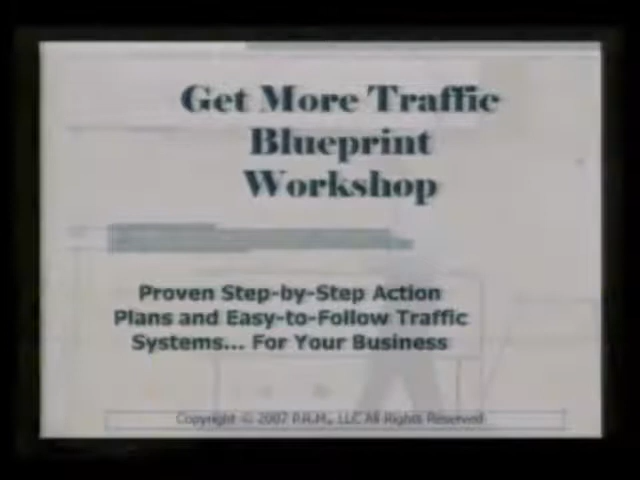 Get More Traffic
Blueprint
Workshop
Proven Step-by-Step Action
Plans and Easy-to-Follow Traffic
Systems... For Your Business
Copyright © 2007 P.R.M., LLC All Rights Reserved